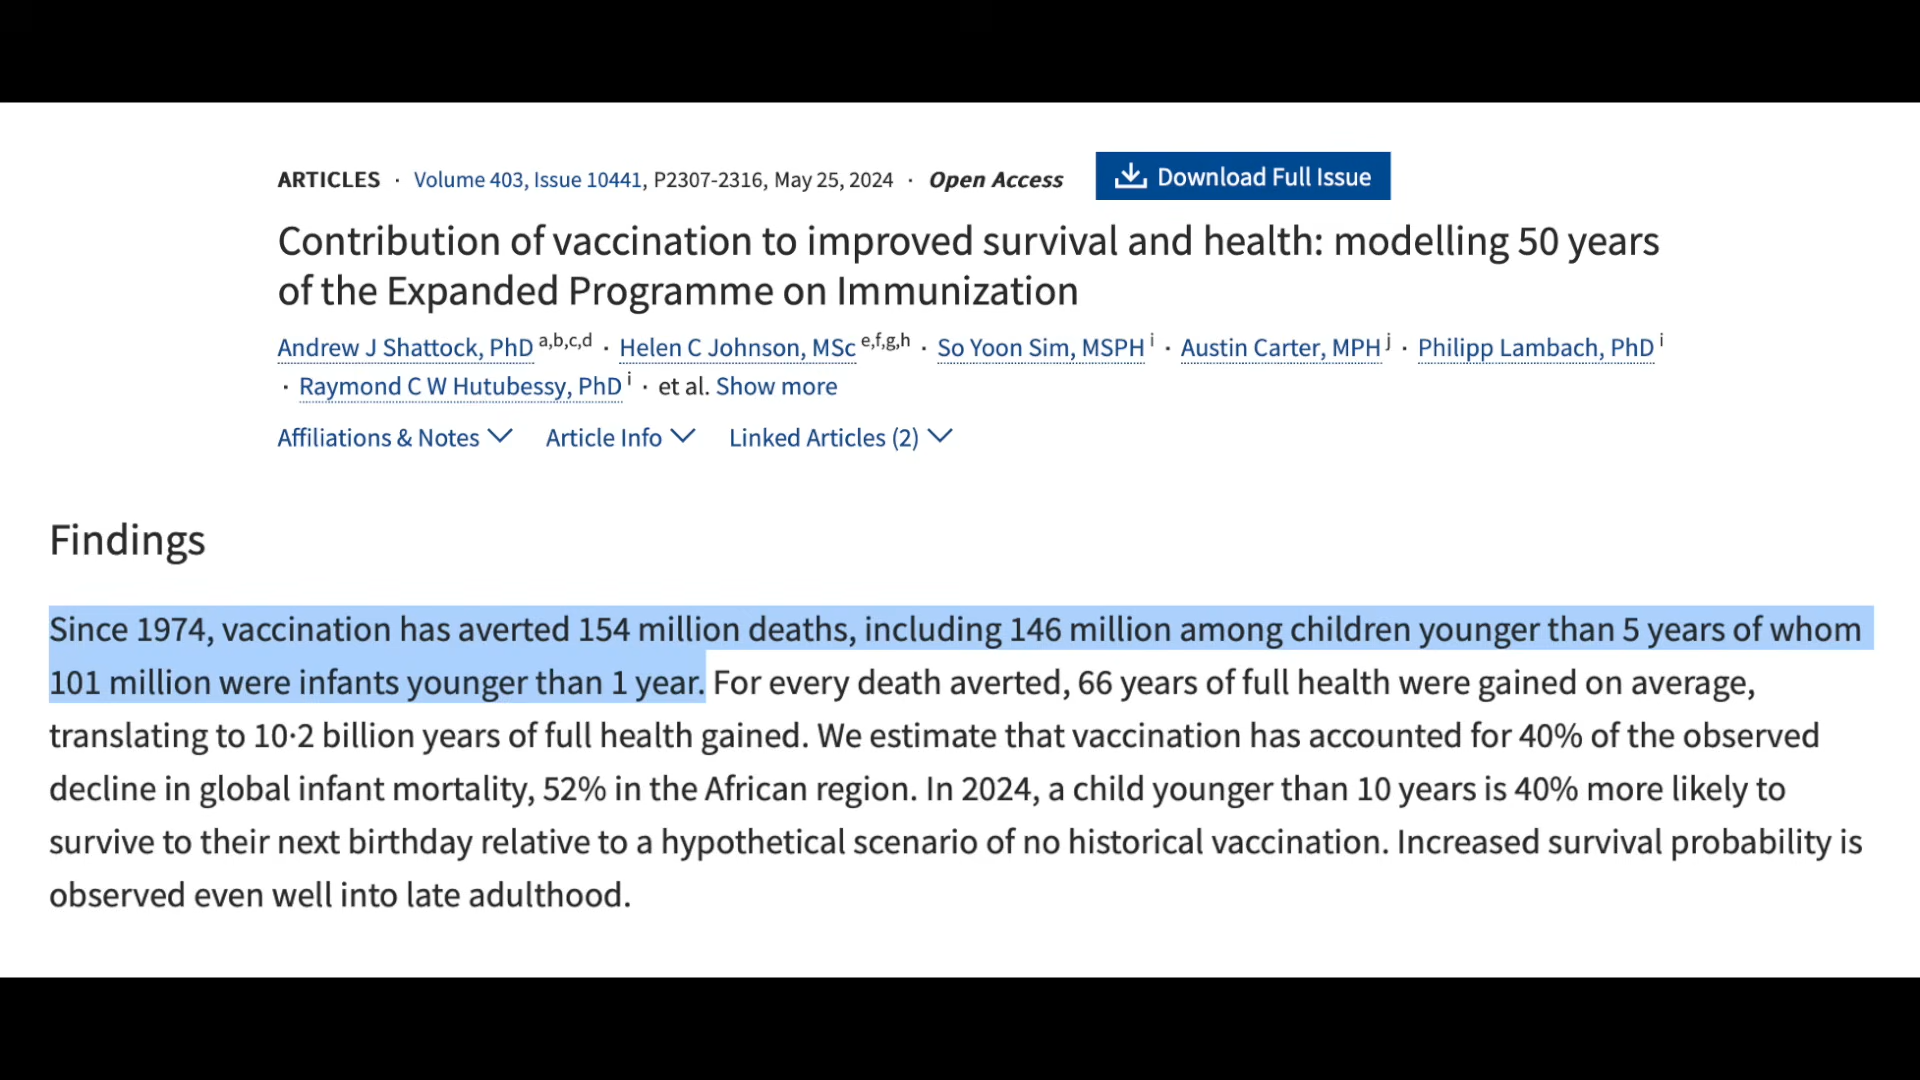 ARTICLES · Volume 403, Issue 10441, P2307-2316, May 25, 2024 · Open Access Download Full Issue
Contribution of vaccination to improved survival and health: modelling 50 years
of the Expanded Programme on Immunization
Andrew J Shattock, PhD a,b,c,d · Helen C Johnson, MSc e,f,g,h · So Yoon Sim, MSPH i · Austin Carter, MPH j · Philipp Lambach, PhD i
· Raymond C W Hutubessy, PhD i · et al. Show more
Affiliations & Notes Article Info Linked Articles (2)
Findings
Since 1974, vaccination has averted 154 million deaths, including 146 million among children younger than 5 years of whom
101 million were infants younger than 1 year. For every death averted, 66 years of full health were gained on average,
translating to 10·2 billion years of full health gained. We estimate that vaccination has accounted for 40% of the observed
decline in global infant mortality, 52% in the African region. In 2024, a child younger than 10 years is 40% more likely to
survive to their next birthday relative to a hypothetical scenario of no historical vaccination. Increased survival probability is
observed even well into late adulthood.